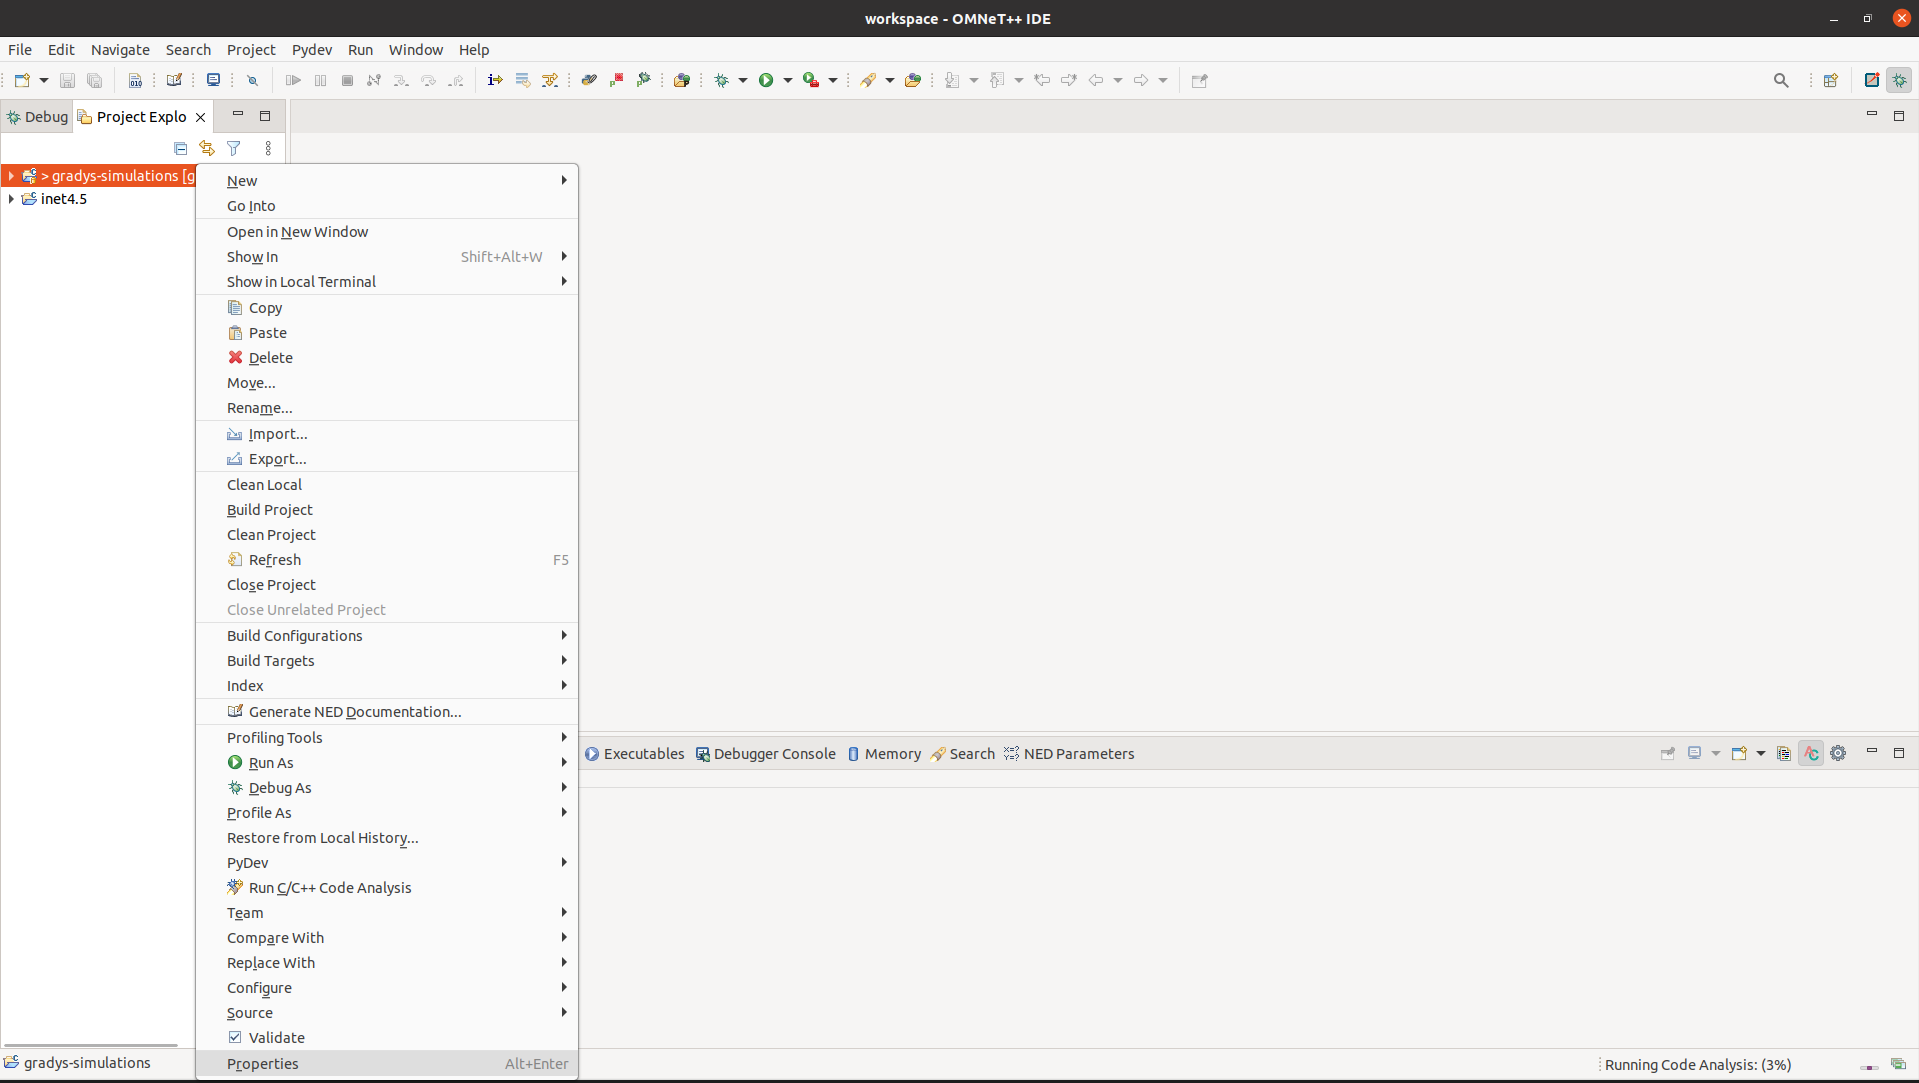 workspace - OMNeT++ IDE
File Edit Navigate Search Project Pydev Run Window Help
Debug Project Explo
> gradys-simulations [g
inet4.5
New
Go Into
Open in New Window
Show In Shift+Alt+W
Show in Local Terminal
Copy
Paste
Delete
Move...
Rename...
Import...
Export...
Clean Local
Build Project
Clean Project
Refresh F5
Close Project
Close Unrelated Project
Build Configurations
Build Targets
Index
Generate NED Documentation...
Profiling Tools
Run As
Debug As
Profile As
Restore from Local History...
PyDev
Run C/C++ Code Analysis
Team
Compare With
Replace With
Configure
Source
Validate
Properties Alt+Enter
Executables Debugger Console Memory Search NED Parameters
gradys-simulations
Running Code Analysis: (3%)